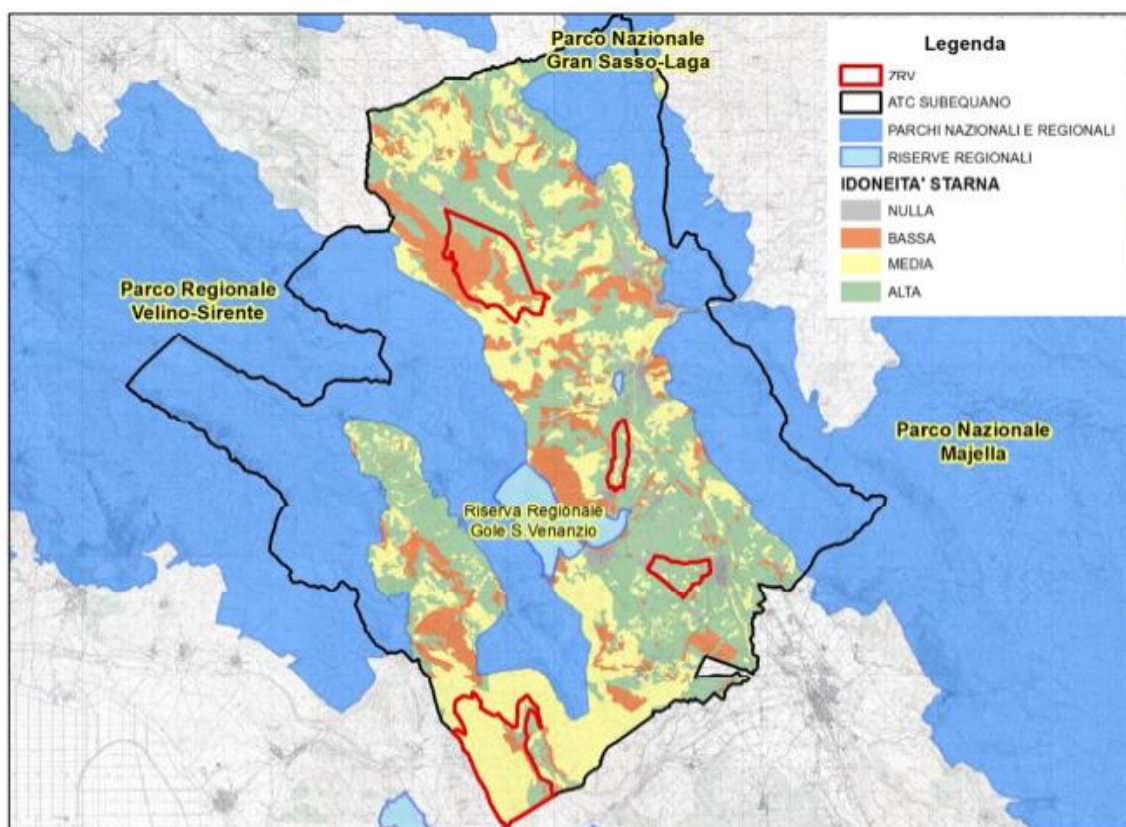 Parco Nazionale
Gran Sasso-Laga
Legenda
ZRV
ATC SUBEQUANO
PARCHI NAZIONALI E REGIONALI
RISERVE REGIONALI
IDONEITA' STARNA
NULLA
BASSA
MEDIA
ALTA
Parco Regionale
Velino-Sirente
Parco Nazionale
Majella
Riserva Regionale
Gole S.Venanzio